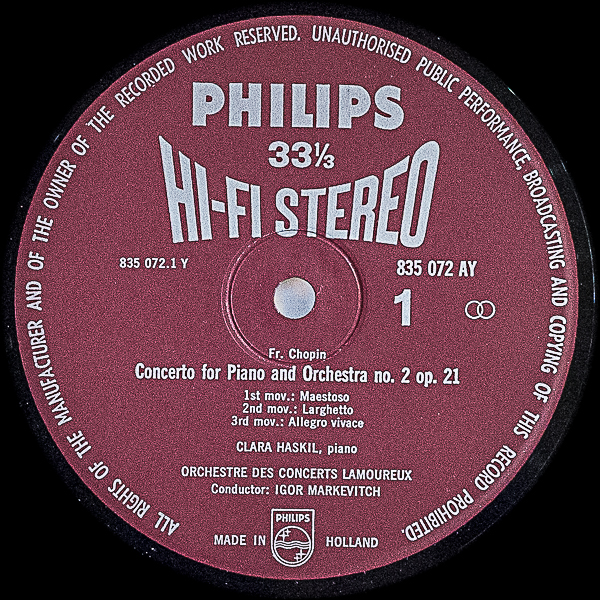 ALL RIGHTS OF THE MANUFACTURER AND OF THE OWNER OF THE RECORDED WORK RESERVED. UNAUTHORISED PUBLIC PERFORMANCE, BROADCASTING AND COPYING OF THIS RECORD PROHIBITED.
PHILIPS
33⅓
HI-FI STEREO
835 072.1 Y
835 072 AY
1
Fr. Chopin
Concerto for Piano and Orchestra no. 2 op. 21
1st mov.: Maestoso
2nd mov.: Larghetto
3rd mov.: Allegro vivace
CLARA HASKIL, piano
ORCHESTRE DES CONCERTS LAMOUREUX
Conductor: IGOR MARKEVITCH
PHILIPS
MADE IN HOLLAND